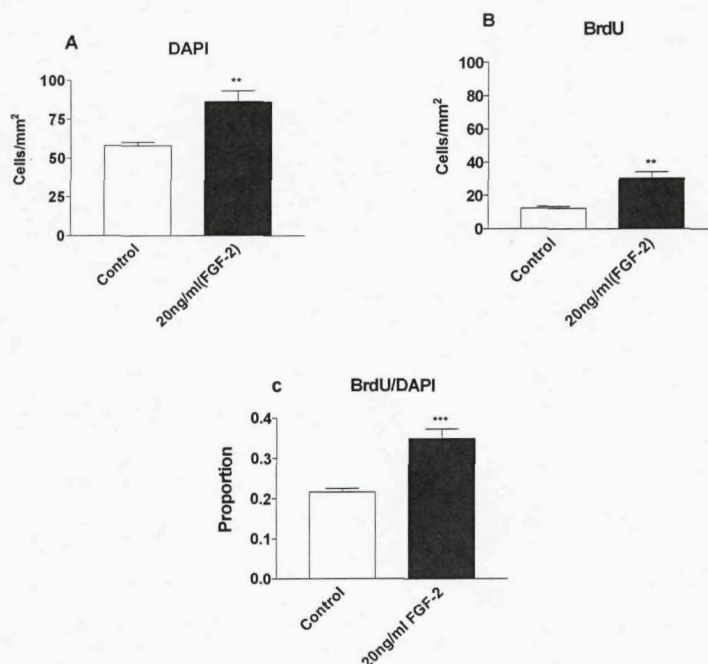 A
DAPI
Cells/mm²
100
75
50
25
0
**
Control
20ng/ml(FGF-2)
B
BrdU
Cells/mm²
100
80
60
40
20
0
**
Control
20ng/ml(FGF-2)
c
BrdU/DAPI
Proportion
0.4
0.3
0.2
0.1
0.0
***
Control
20ng/ml FGF-2